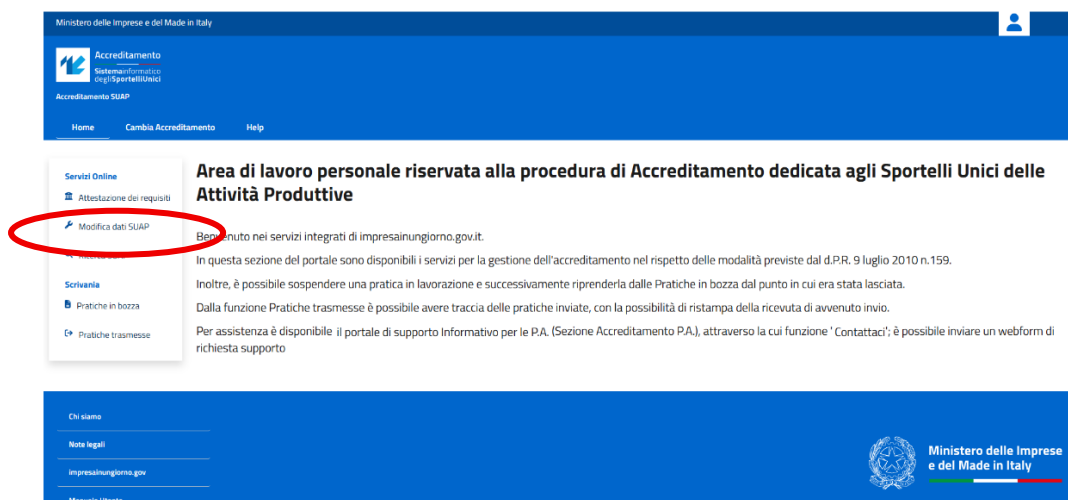 Ministero delle Imprese e del Made in Italy
Accreditamento
Sistemainformatico
degliSportelliUnici
Accreditamento SUAP
Home Cambia Accreditamento Help
Servizi Online
Attestazione dei requisiti
Modifica dati SUAP
Scrivania
Pratiche in bozza
Pratiche trasmesse
Area di lavoro personale riservata alla procedura di Accreditamento dedicata agli Sportelli Unici delle
Attività Produttive
Benvenuto nei servizi integrati di impresainungiorno.gov.it.
In questa sezione del portale sono disponibili i servizi per la gestione dell'accreditamento nel rispetto delle modalità previste dal d.P.R. 9 luglio 2010 n.159.
Inoltre, è possibile sospendere una pratica in lavorazione e successivamente riprenderla dalle Pratiche in bozza dal punto in cui era stata lasciata.
Dalla funzione Pratiche trasmesse è possibile avere traccia delle pratiche inviate, con la possibilità di ristampa della ricevuta di avvenuto invio.
Per assistenza è disponibile il portale di supporto Informativo per le P.A. (Sezione Accreditamento P.A.), attraverso la cui funzione ' Contattaci'; è possibile inviare un webform di
richiesta supporto
Chi siamo
Note legali
impresainungiorno.gov
Manuale Utente
Ministero delle Imprese
e del Made in Italy